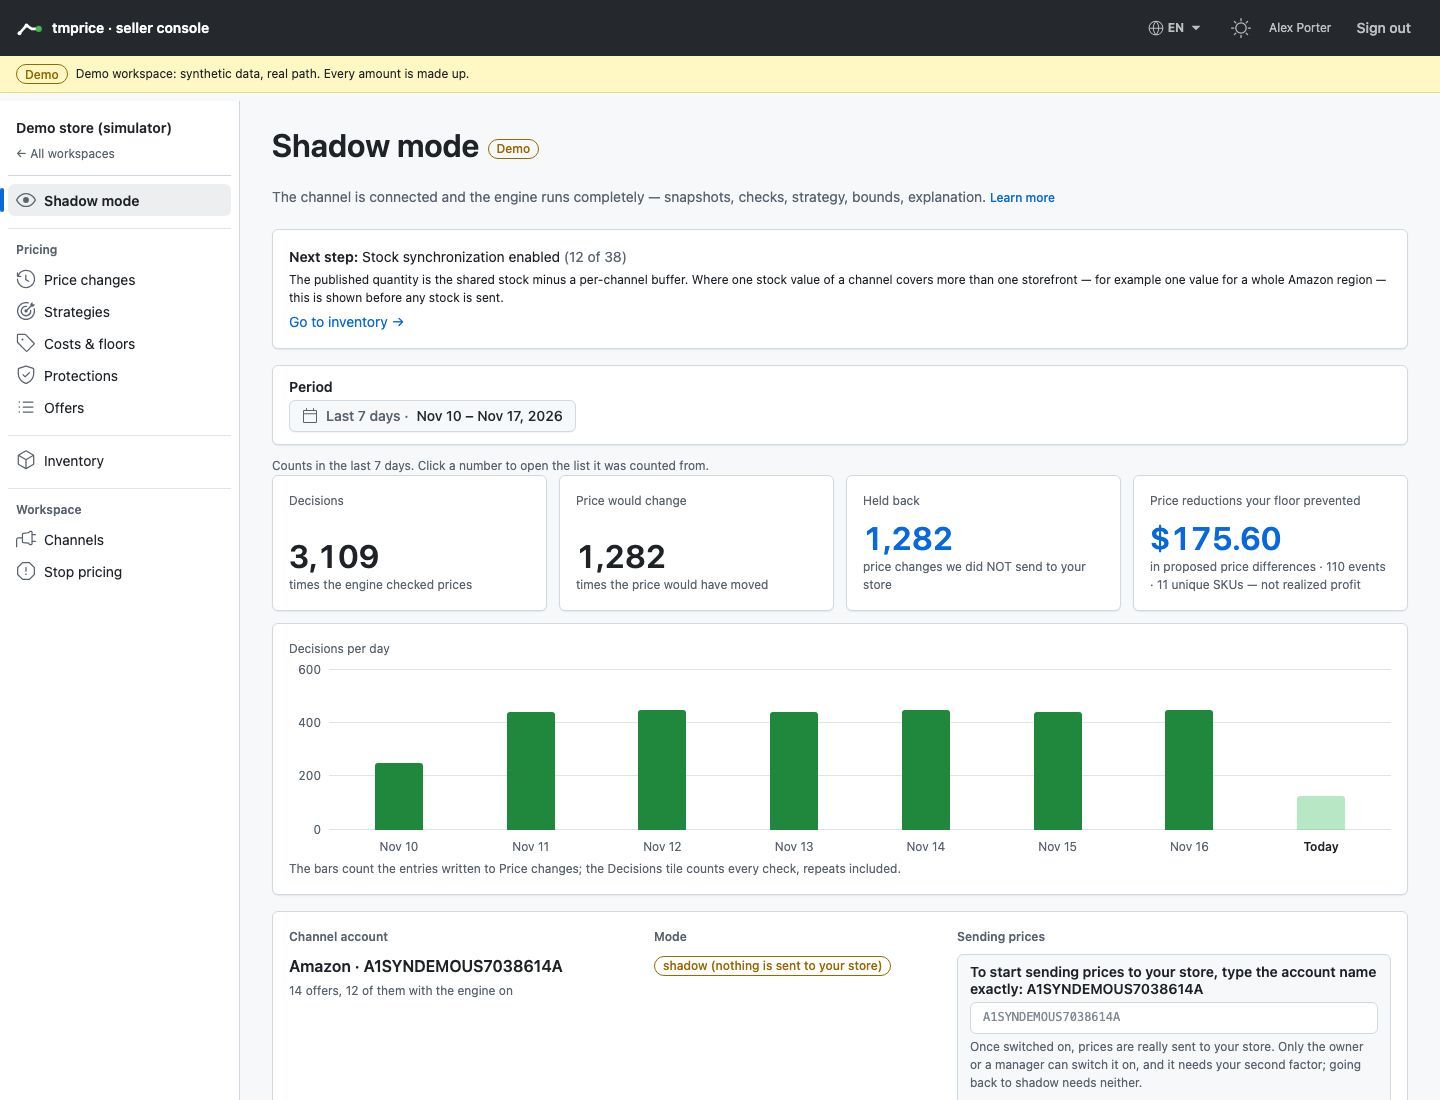 tmprice · seller console
EN
Alex Porter
Sign out
Demo
Demo workspace: synthetic data, real path. Every amount is made up.
Demo store (simulator)
← All workspaces
Shadow mode
Pricing
Price changes
Strategies
Costs & floors
Protections
Offers
Inventory
Workspace
Channels
Stop pricing
Shadow mode Demo
The channel is connected and the engine runs completely — snapshots, checks, strategy, bounds, explanation. Learn more
Next step: Stock synchronization enabled (12 of 38)
The published quantity is the shared stock minus a per-channel buffer. Where one stock value of a channel covers more than one storefront — for example one value for a whole Amazon region —
this is shown before any stock is sent.
Go to inventory →
Period
Last 7 days · Nov 10 – Nov 17, 2026
Counts in the last 7 days. Click a number to open the list it was counted from.
Decisions
3,109
times the engine checked prices
Price would change
1,282
times the price would have moved
Held back
1,282
price changes we did NOT send to your
store
Price reductions your floor prevented
$175.60
in proposed price differences · 110 events
· 11 unique SKUs — not realized profit
Decisions per day
600
400
200
0
Nov 10
Nov 11
Nov 12
Nov 13
Nov 14
Nov 15
Nov 16
Today
The bars count the entries written to Price changes; the Decisions tile counts every check, repeats included.
Channel account
Amazon · A1SYNDEMOUS7038614A
14 offers, 12 of them with the engine on
Mode
shadow (nothing is sent to your store)
Sending prices
To start sending prices to your store, type the account name
exactly: A1SYNDEMOUS7038614A
A1SYNDEMOUS7038614A
Once switched on, prices are really sent to your store. Only the owner
or a manager can switch it on, and it needs your second factor; going
back to shadow needs neither.